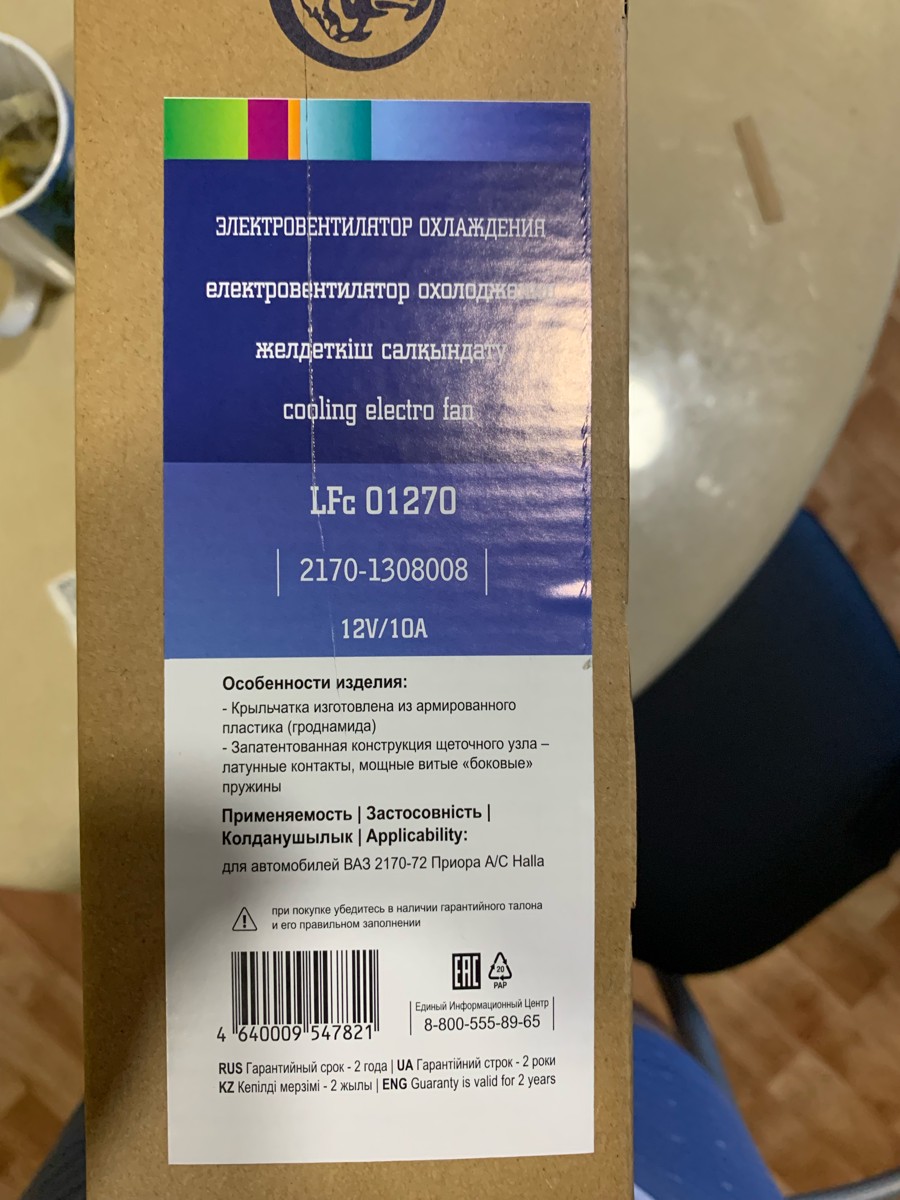 ЭЛЕКТРОВЕНТИЛЯТОР ОХЛАЖДЕНИЯ
електровентилятор
желдеткіш салқындату
cooling electro fan
LFc 01270
2170-1308008
12V/10A
Особенности изделия:
- Крыльчатка изготовлена из армированного
пластика (гроднамида)
- Запатентованная конструкция щеточного узла –
латунные контакты, мощные витые «боковые»
пружины
Применяемость | Застосовність |
Колданушылык | Applicability:
для автомобилей ВАЗ 2170-72 Приора A/C Halla
при покупке убедитесь в наличии гарантийного талона
и его правильном заполнении
EAC
20
PAP
Единый Информационный Центр
8-800-555-89-65
4 640009 547821
RUS Гарантийный срок - 2 года | UA Гарантійний строк - 2 роки
KZ Кепілді мерзімі - 2 жылы | ENG Guaranty is valid for 2 years